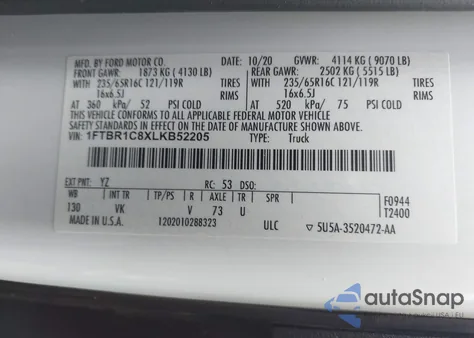 MFD. BY FORD MOTOR CO. 10/20 GVWR: 4114 KG ( 9070 LB)
FRONT GAWR: 1873 KG ( 4130 LB) REAR GAWR: 2502 KG ( 5515 LB)
WITH 235/65R16C 121/119R TIRES WITH 235/65R16C 121/119R TIRES
16x6.5J RIMS 16x6.5J RIMS
AT 360 kPa/ 52 PSI COLD AT 520 kPa/ 75 PSI COLD
THIS VEHICLE CONFORMS TO ALL APPLICABLE FEDERAL MOTOR VEHICLE
SAFETY STANDARDS IN EFFECT ON THE DATE OF MANUFACTURE SHOWN ABOVE.
VIN: 1FTBR1C8XLKB52205 TYPE: Truck
EXT PNT: YZ RC: 53 DSO:
WB INT TR TP/PS R AXLE TR SPR F0944
130 VK V 73 U T2400
MADE IN U.S.A. 1202010288323 ULC 5U5A-3520472-AA
autaSnap